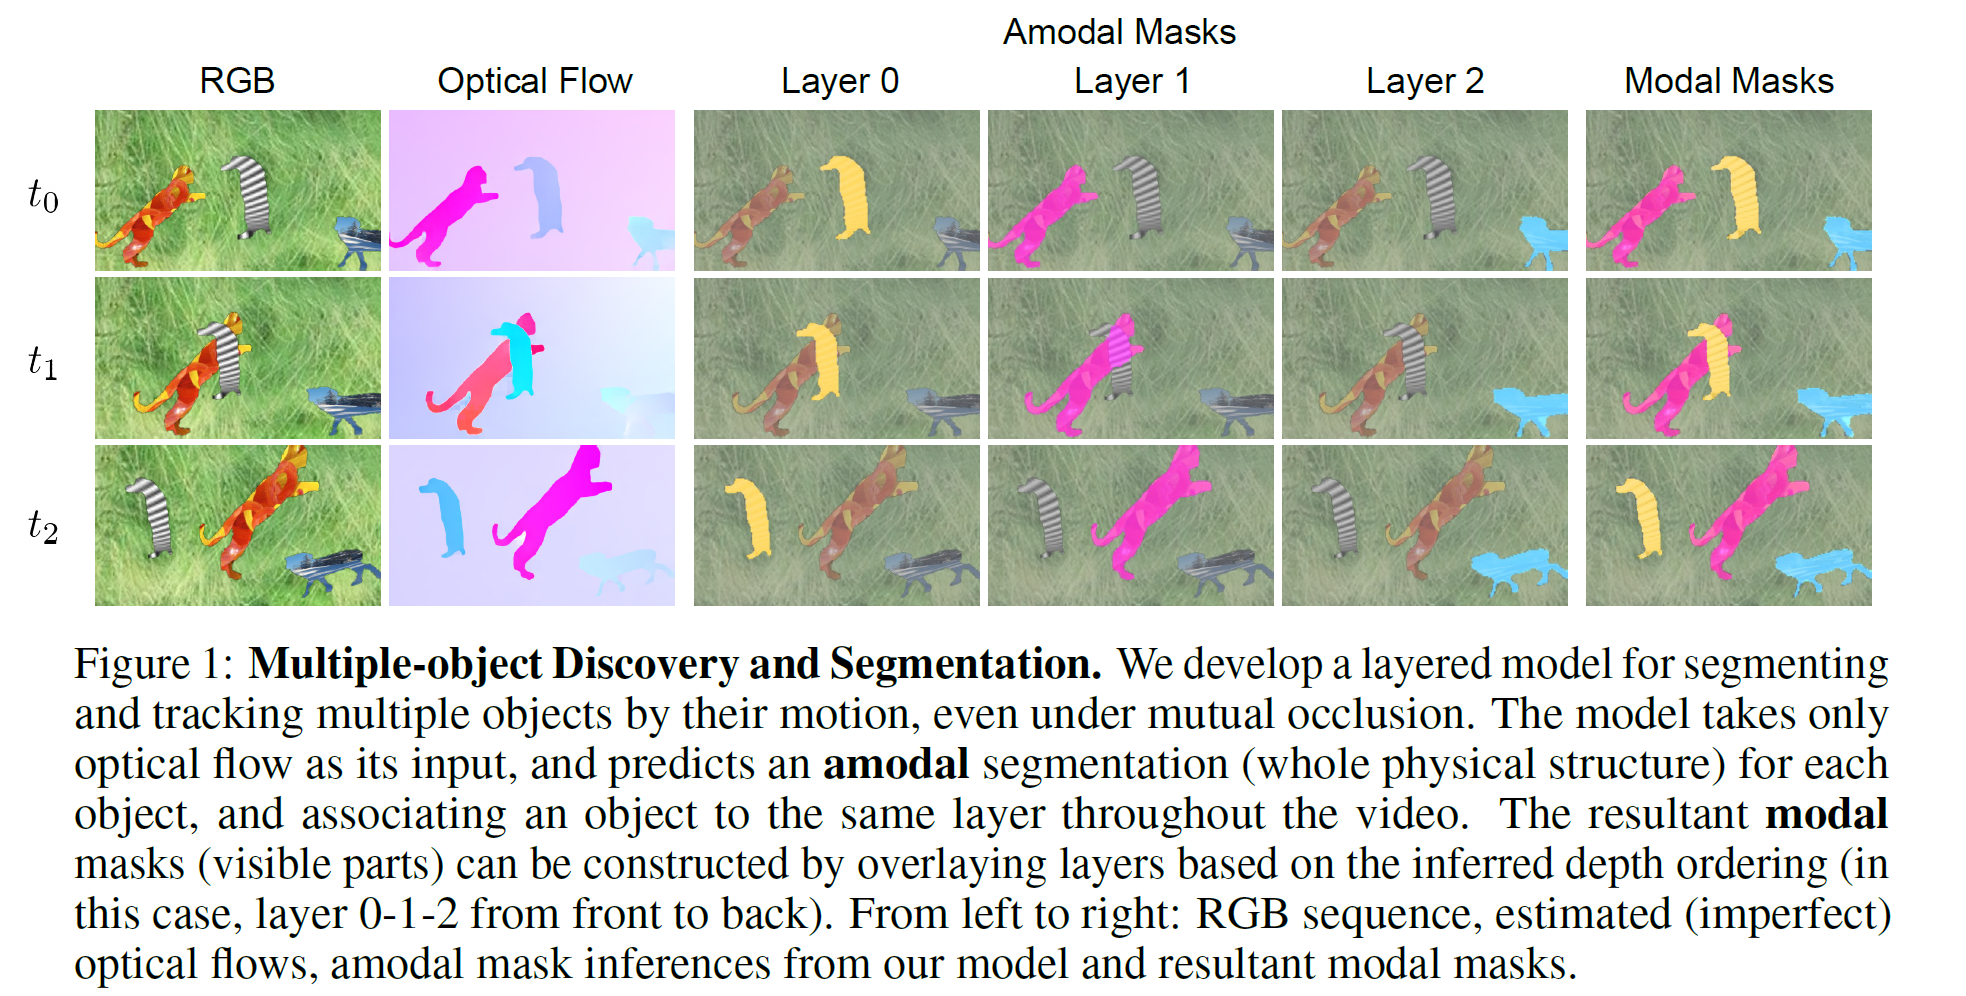 Amodal Masks
RGB Optical Flow Layer 0 Layer 1 Layer 2 Modal Masks
t0
t1
t2
Figure 1: Multiple-object Discovery and Segmentation. We develop a layered model for segmenting
and tracking multiple objects by their motion, even under mutual occlusion. The model takes only
optical flow as its input, and predicts an amodal segmentation (whole physical structure) for each
object, and associating an object to the same layer throughout the video. The resultant modal
masks (visible parts) can be constructed by overlaying layers based on the inferred depth ordering (in
this case, layer 0-1-2 from front to back). From left to right: RGB sequence, estimated (imperfect)
optical flows, amodal mask inferences from our model and resultant modal masks.